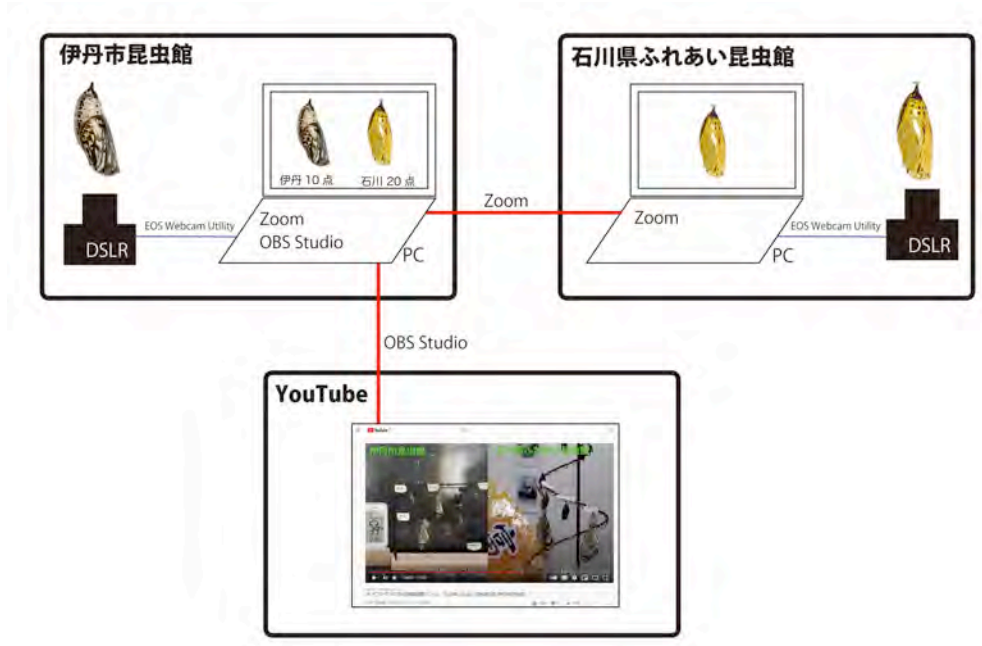 伊丹市昆虫館
伊丹 10 点
石川 20 点
DSLR
EOS Webcam Utility
Zoom
OBS Studio
PC
Zoom
石川県ふれあい昆虫館
Zoom
PC
EOS Webcam Utility
DSLR
OBS Studio
YouTube
伊丹市昆虫館